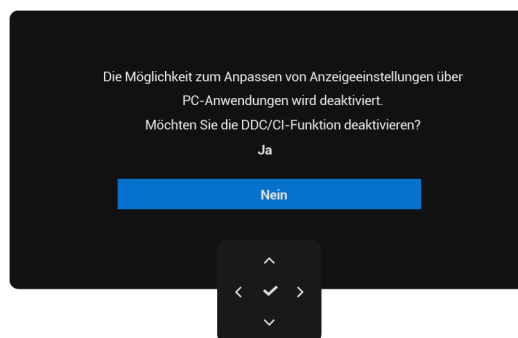 Die Möglichkeit zum Anpassen von Anzeigeeinstellungen über
PC-Anwendungen wird deaktiviert.
Möchten Sie die DDC/CI-Funktion deaktivieren?
Ja
Nein